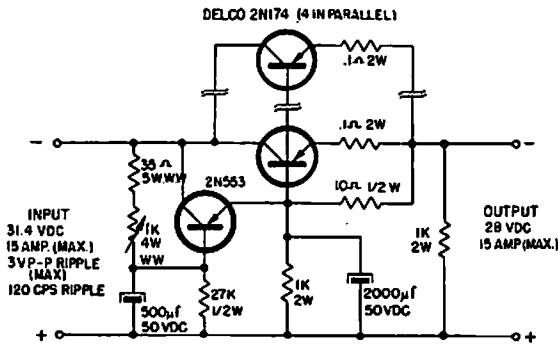 DELCO 2N174 (4 IN PARALLEL)
.1Ω 2W
.1Ω 2W
35Ω
5W,WW
2N553
10Ω 1/2 W
INPUT
31.4 VDC
15 AMP. (MAX.)
3V P-P RIPPLE
(MAX)
120 CPS RIPPLE
1K
4W
WW
OUTPUT
28 VDC
15 AMP.(MAX.)
1K
2W
500µf
50VDC
27K
1/2W
1K
2W
2000µf
50VDC